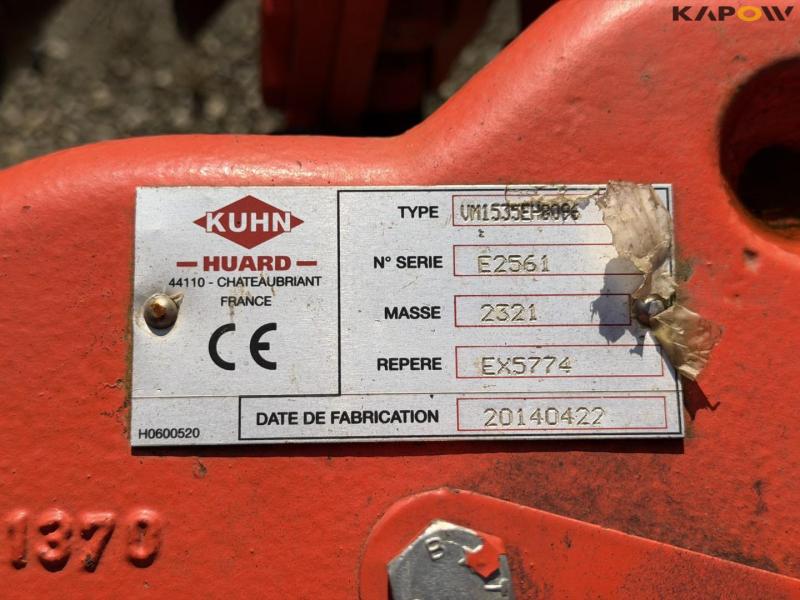 KAPOW
KUHN
HUARD
44110 - CHATEAUBRIANT
FRANCE
CE
H0600520
TYPE
N° SERIE E2561
MASSE 2321
REPERE EX5774
DATE DE FABRICATION 20140422
1370